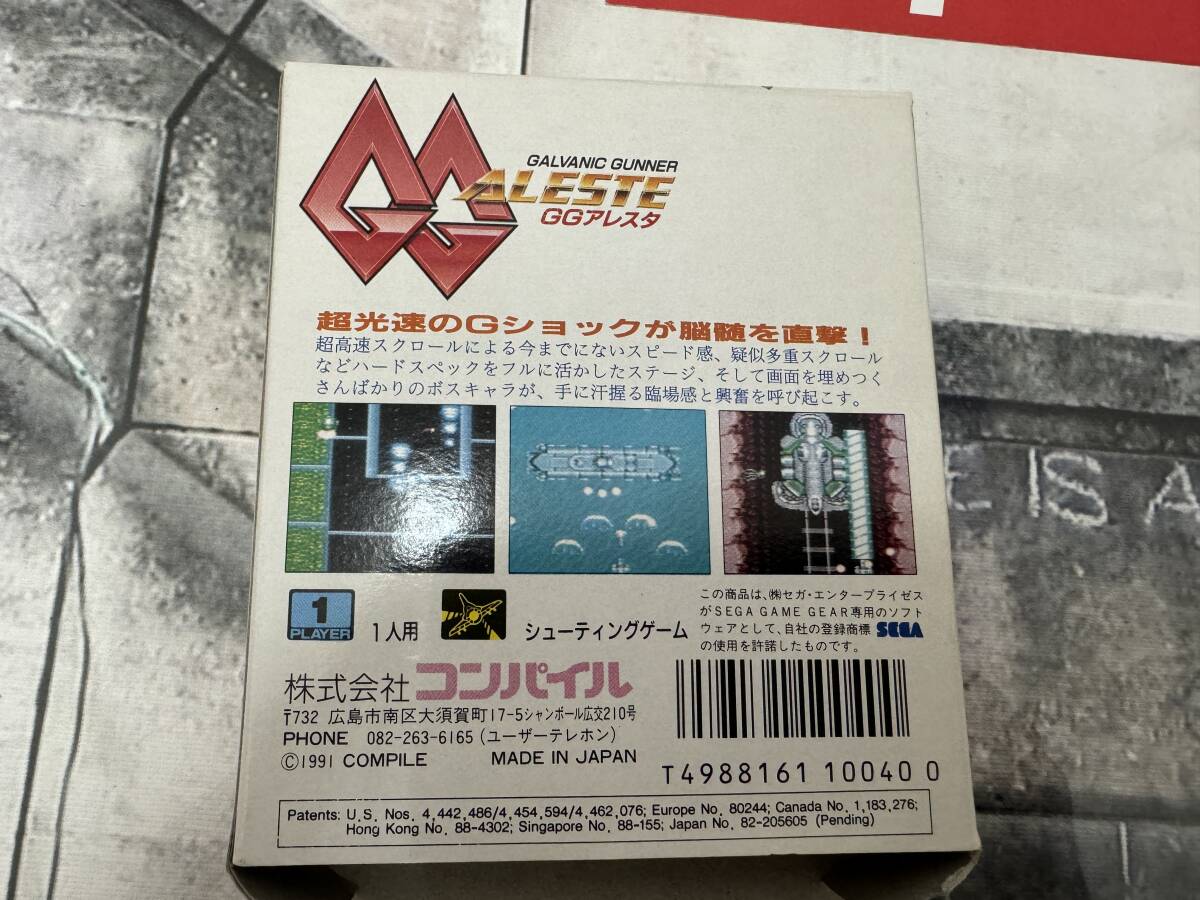 GG
GALVANIC GUNNER
ALESTE
GGアレスタ
超光速のGショックが脳髄を直撃!
超高速スクロールによる今までにないスピード感、疑似多重スクロール
などハードスペックをフルに活かしたステージ、そして画面を埋めつく
さんばかりのボスキャラが、手に汗握る臨場感と興奮を呼び起こす。
1
PLAYER
1人用
シューティングゲーム
この商品は、㈱セガ・エンタープライゼス
がSEGA GAME GEAR専用のソフト
ウェアとして、自社の登録商標 SEGA
の使用を許諾したものです。
株式会社 コンパイル
〒732 広島市南区大須賀町17-5シャンボール広交210号
PHONE 082-263-6165 (ユーザーテレホン)
©1991 COMPILE MADE IN JAPAN
T4988161 10040 0
Patents: U.S. Nos. 4,442,486/4,454,594/4,462,076; Europe No. 80244; Canada No. 1,183,276;
Hong Kong No. 88-4302; Singapore No. 88-155; Japan No. 82-205605 (Pending)
IS A